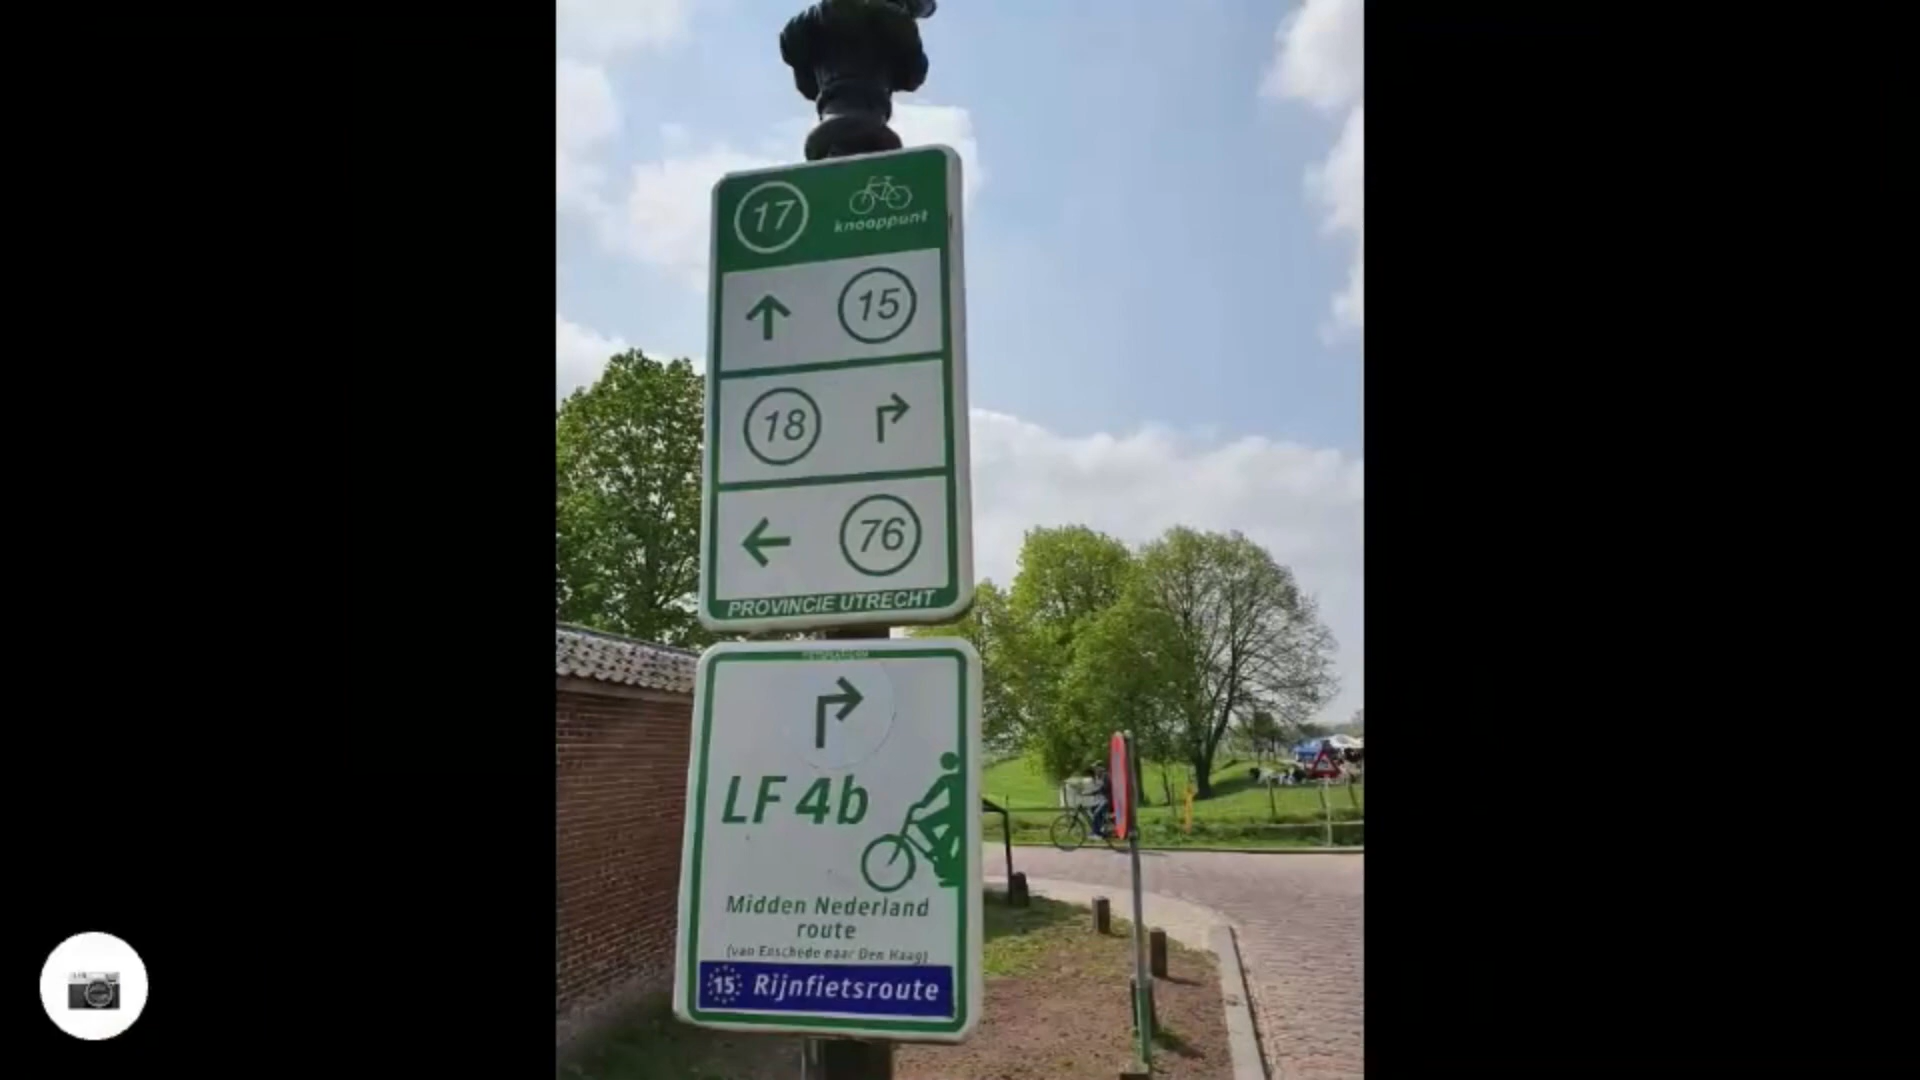 17 knooppunt
15
18
76
PROVINCIE UTRECHT
LF 4b
Midden Nederland
route
(van Enschede naar Den Haag)
15 Rijnfietsroute